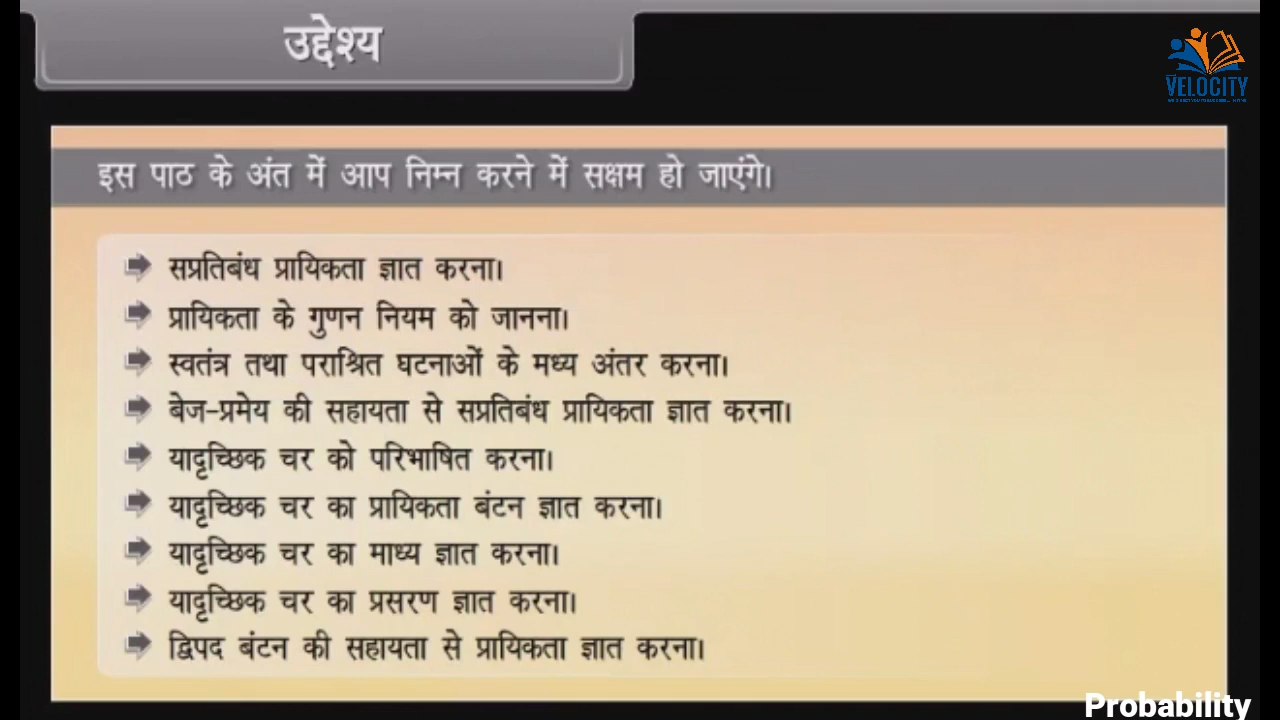 उद्देश्य
VELOCITY
इस पाठ के अंत में आप निम्न करने में सक्षम हो जाएंगे।
सप्रतिबंध प्रायिकता ज्ञात करना।
प्रायिकता के गुणन नियम को जानना।
स्वतंत्र तथा पराश्रित घटनाओं के मध्य अंतर करना।
बेज-प्रमेय की सहायता से सप्रतिबंध प्रायिकता ज्ञात करना।
यादृच्छिक चर को परिभाषित करना।
यादृच्छिक चर का प्रायिकता बंटन ज्ञात करना।
यादृच्छिक चर का माध्य ज्ञात करना।
यादृच्छिक चर का प्रसरण ज्ञात करना।
द्विपद बंटन की सहायता से प्रायिकता ज्ञात करना।
Probability